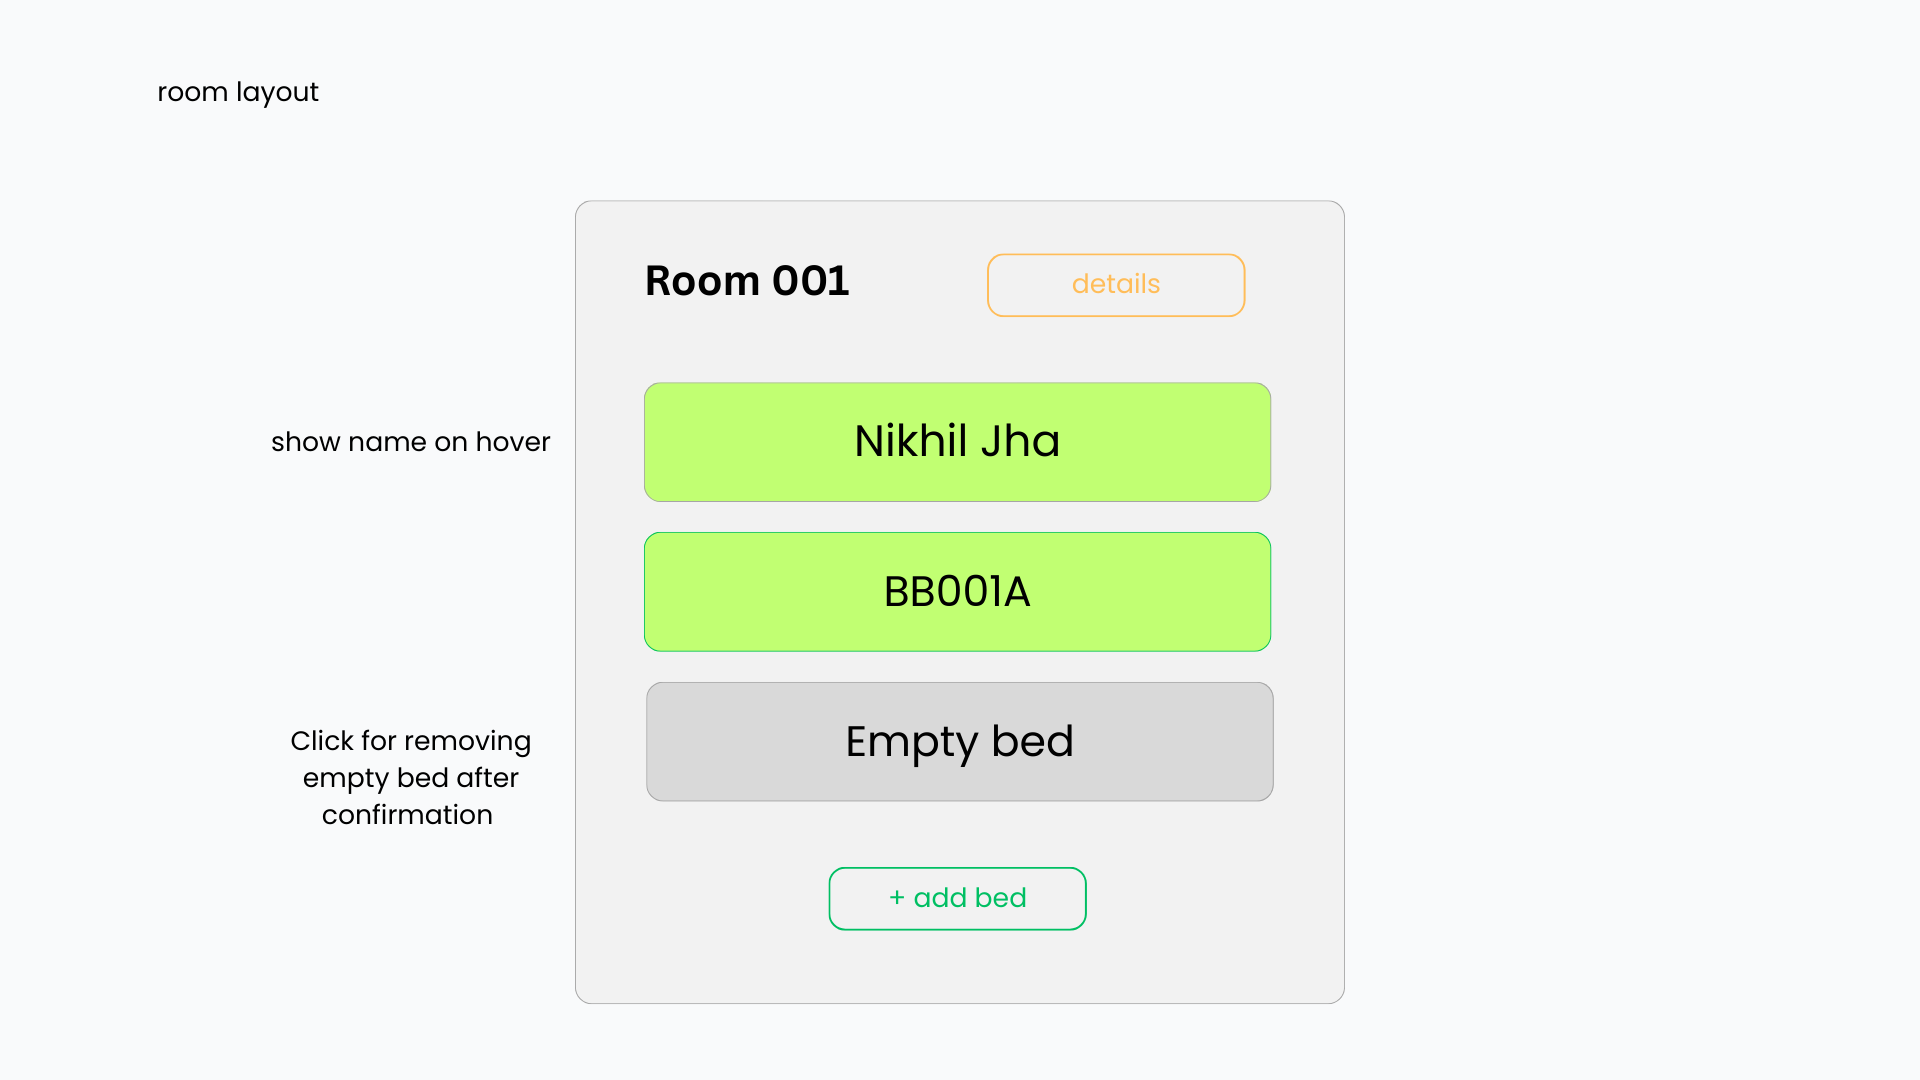 room layout
Room 001
details
show name on hover
Nikhil Jha
BB001A
Empty bed
Click for removing
empty bed after
confirmation
+ add bed